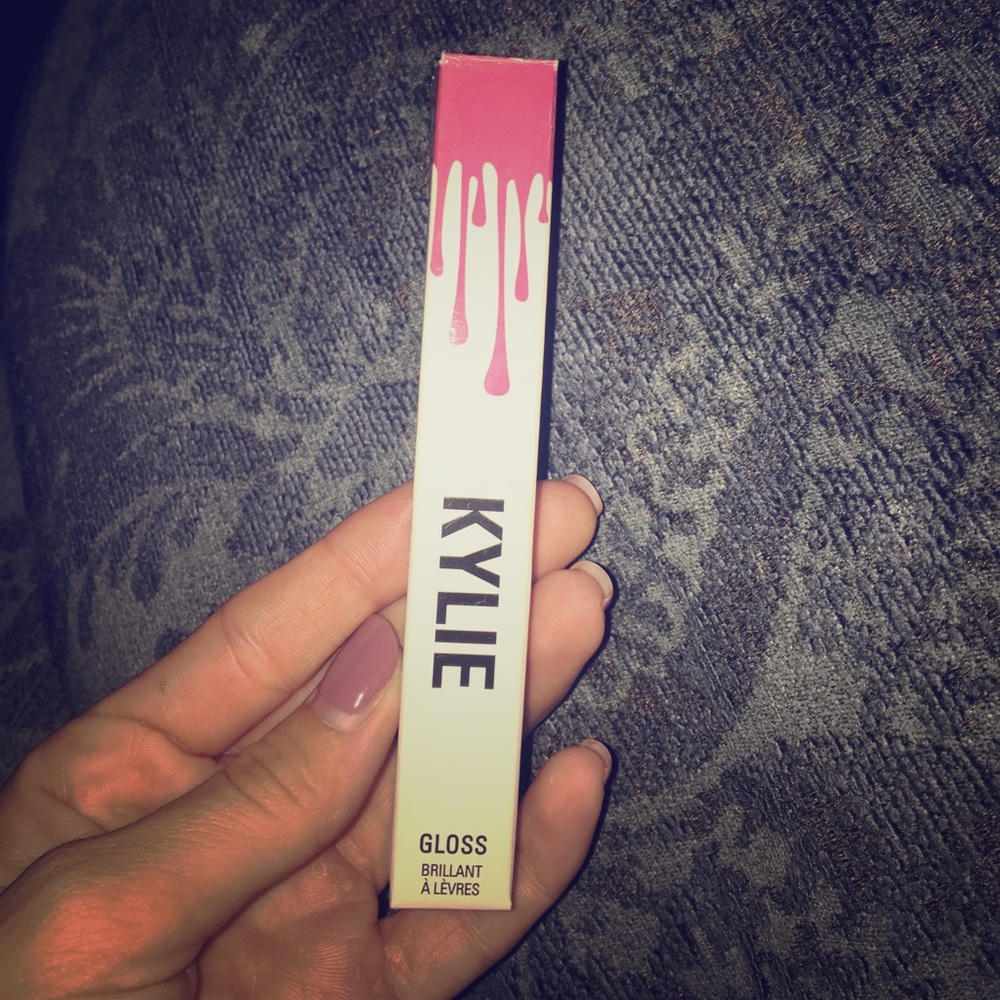 KYLIE
GLOSS
BRILLANT
À LÈVRES